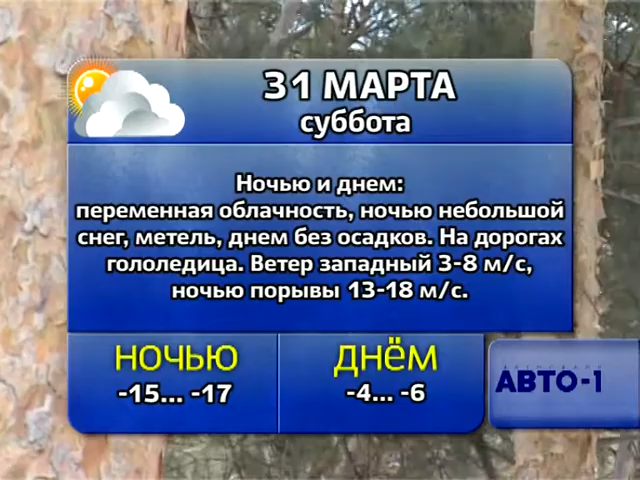 31 МАРТА
суббота
Ночью и днем:
переменная облачность, ночью небольшой
снег, метель, днем без осадков. На дорогах
гололедица. Ветер западный 3-8 м/с,
ночью порывы 13-18 м/с.
НОЧЬЮ
-15... -17
ДНЁМ
-4... -6
АВТО-1